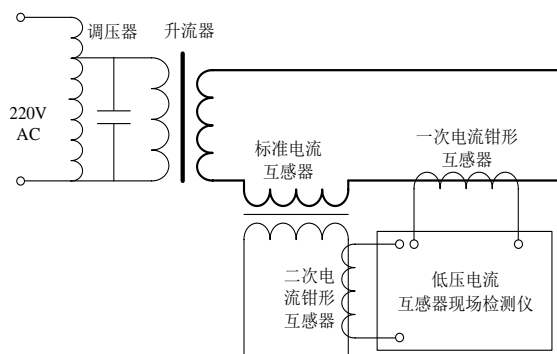 调压器
升流器
220V
AC
标准电流
互感器
一次电流钳形
互感器
二次电
流钳形
互感器
低压电流
互感器现场检测仪